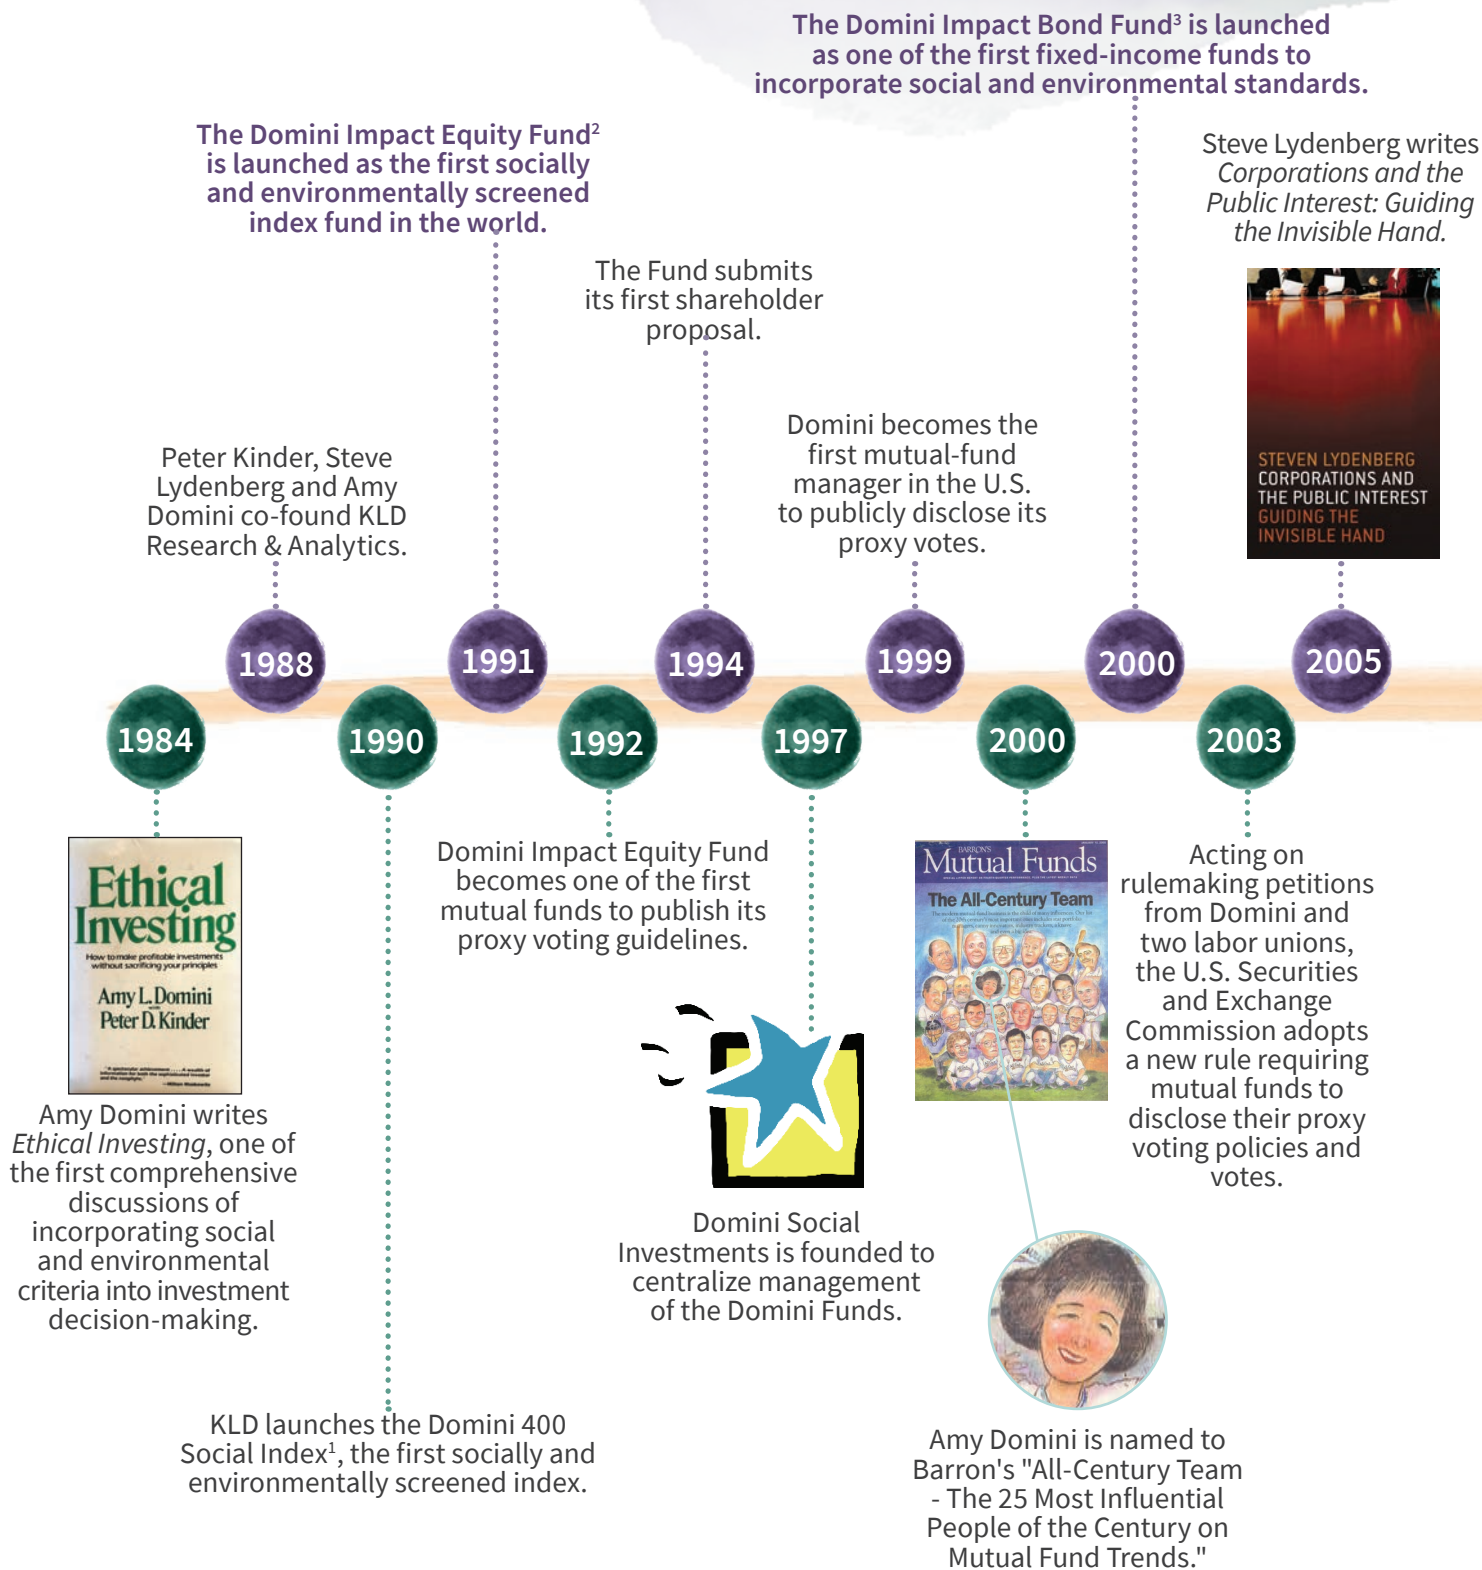 The Domini Impact Bond Fund³ is launched
as one of the first fixed-income funds to
incorporate social and environmental standards.
The Domini Impact Equity Fund²
is launched as the first socially
and environmentally screened
index fund in the world.
Steve Lydenberg writes
Corporations and the
Public Interest: Guiding
the Invisible Hand.
The Fund submits
its first shareholder
proposal.
STEVEN LYDENBERG
CORPORATIONS AND
THE PUBLIC INTEREST
GUIDING THE
INVISIBLE HAND
Domini becomes the
first mutual-fund
manager in the U.S.
to publicly disclose its
proxy votes.
Peter Kinder, Steve
Lydenberg and Amy
Domini co-found KLD
Research & Analytics.
1988
1991
1994
1999
2000
2005
1984
1990
1992
1997
2000
2003
Ethical
Investing
How to make profitable investments
without sacrificing your principles
Amy L. Domini
Peter D. Kinder
Amy Domini writes
Ethical Investing, one of
the first comprehensive
discussions of
incorporating social
and environmental
criteria into investment
decision-making.
Domini Impact Equity Fund
becomes one of the first
mutual funds to publish its
proxy voting guidelines.
BARRON'S
Mutual Funds
The All-Century Team
Acting on
rulemaking petitions
from Domini and
two labor unions,
the U.S. Securities
and Exchange
Commission adopts
a new rule requiring
mutual funds to
disclose their proxy
voting policies and
votes.
Domini Social
Investments is founded to
centralize management
of the Domini Funds.
KLD launches the Domini 400
Social Index¹, the first socially and
environmentally screened index.
Amy Domini is named to
Barron's "All-Century Team
- The 25 Most Influential
People of the Century on
Mutual Fund Trends."